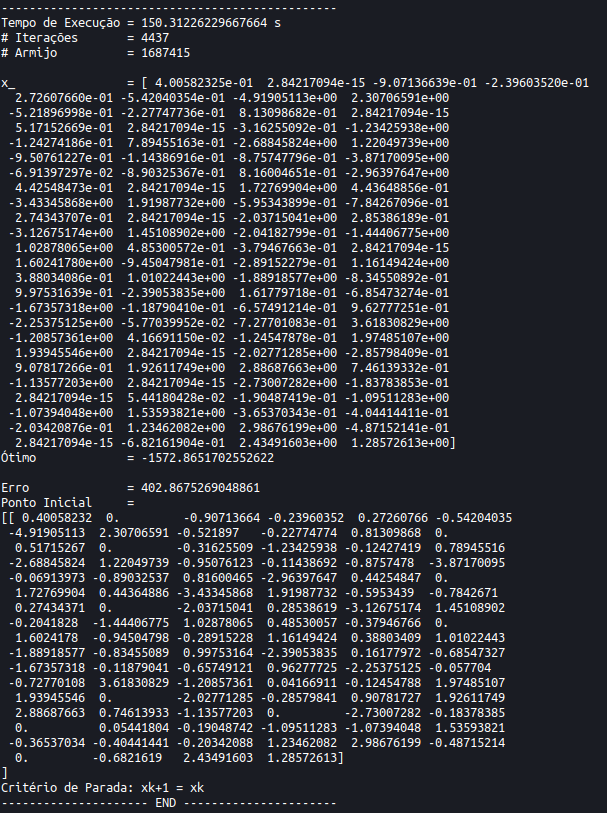 ------------------------------------------------
Tempo de Execução = 150.31226229667664 s
# Iterações       = 4437
# Armijo          = 1687415
x_                = [ 4.00582325e-01  2.84217094e-15 -9.07136639e-01 -2.39603520e-01
  2.72607660e-01 -5.42040354e-01 -4.91905113e+00  2.30706591e+00
 -5.21896998e-01 -2.27747736e-01  8.13098682e-01  2.84217094e-15
  5.17152669e-01  2.84217094e-15 -3.16255092e-01 -1.23425938e+00
 -1.24274186e-01  7.89455163e-01 -2.68845824e+00  1.22049739e+00
 -9.50761227e-01 -1.14386916e-01 -8.75747796e-01 -3.87170095e+00
 -6.91397297e-02 -8.90325367e-01  8.16004651e-01 -2.96397647e+00
  4.42548473e-01  2.84217094e-15  1.72769904e+00  4.43648856e-01
 -3.43345868e+00  1.91987732e+00 -5.95343899e-01 -7.84267096e-01
  2.74343707e-01  2.84217094e-15 -2.03715041e+00  2.85386189e-01
 -3.12675174e+00  1.45108902e+00 -2.04182799e-01 -1.44406775e+00
  1.02878065e+00  4.85300572e-01 -3.79467663e-01  2.84217094e-15
  1.60241780e+00 -9.45047981e-01 -2.89152279e-01  1.16149424e+00
  3.88034086e-01  1.01022443e+00 -1.88918577e+00 -8.34550892e-01
  9.97531639e-01 -2.39053835e+00  1.61779718e-01 -6.85473274e-01
 -1.67357318e+00 -1.18790410e-01 -6.57491214e-01  9.62777251e-01
 -2.25375125e+00 -5.77039952e-02 -7.27701083e-01  3.61830829e+00
 -1.20857361e+00  4.16691150e-02 -1.24547878e-01  1.97485107e+00
  1.93945546e+00  2.84217094e-15 -2.02771285e+00 -2.85798409e-01
  9.07817266e-01  1.92611749e+00  2.88687663e+00  7.46139332e-01
 -1.13577203e+00  2.84217094e-15 -2.73007282e+00 -1.83783853e-01
  2.84217094e-15  5.44180428e-02 -1.90487419e-01 -1.09511283e+00
 -1.07394048e+00  1.53593821e+00 -3.65370343e-01 -4.04414411e-01
 -2.03420876e-01  1.23462082e+00  2.98676199e+00 -4.87152141e-01
  2.84217094e-15 -6.82161904e-01  2.43491603e+00  1.28572613e+00]
Ótimo             = -1572.8651702552622
Erro              = 402.8675269048861
Ponto Inicial     =
[[ 0.40058232  0.         -0.90713664 -0.23960352  0.27260766 -0.54204035
  -4.91905113  2.30706591 -0.521897   -0.22774774  0.81309868  0.
   0.51715267  0.         -0.31625509 -1.23425938 -0.12427419  0.78945516
  -2.68845824  1.22049739 -0.95076123 -0.11438692 -0.8757478  -3.87170095
  -0.06913973 -0.89032537  0.81600465 -2.96397647  0.44254847  0.
   1.72769904  0.44364886 -3.43345868  1.91987732 -0.5953439  -0.7842671
   0.27434371  0.         -2.03715041  0.28538619 -3.12675174  1.45108902
  -0.2041828  -1.44406775  1.02878065  0.48530057 -0.37946766  0.
   1.6024178  -0.94504798 -0.28915228  1.16149424  0.38803409  1.01022443
  -1.88918577 -0.83455089  0.99753164 -2.39053835  0.16177972 -0.68547327
  -1.67357318 -0.11879041 -0.65749121  0.96277725 -2.25375125 -0.057704
  -0.72770108  3.61830829 -1.20857361  0.04166911 -0.12454788  1.97485107
   1.93945546  0.         -2.02771285 -0.28579841  0.90781727  1.92611749
   2.88687663  0.74613933 -1.13577203  0.         -2.73007282 -0.18378385
   0.          0.05441804 -0.19048742 -1.09511283 -1.07394048  1.53593821
  -0.36537034 -0.40441441 -0.20342088  1.23462082  2.98676199 -0.48715214
   0.         -0.6821619   2.43491603  1.28572613]
]
Critério de Parada: xk+1 = xk
--------------------- END ----------------------